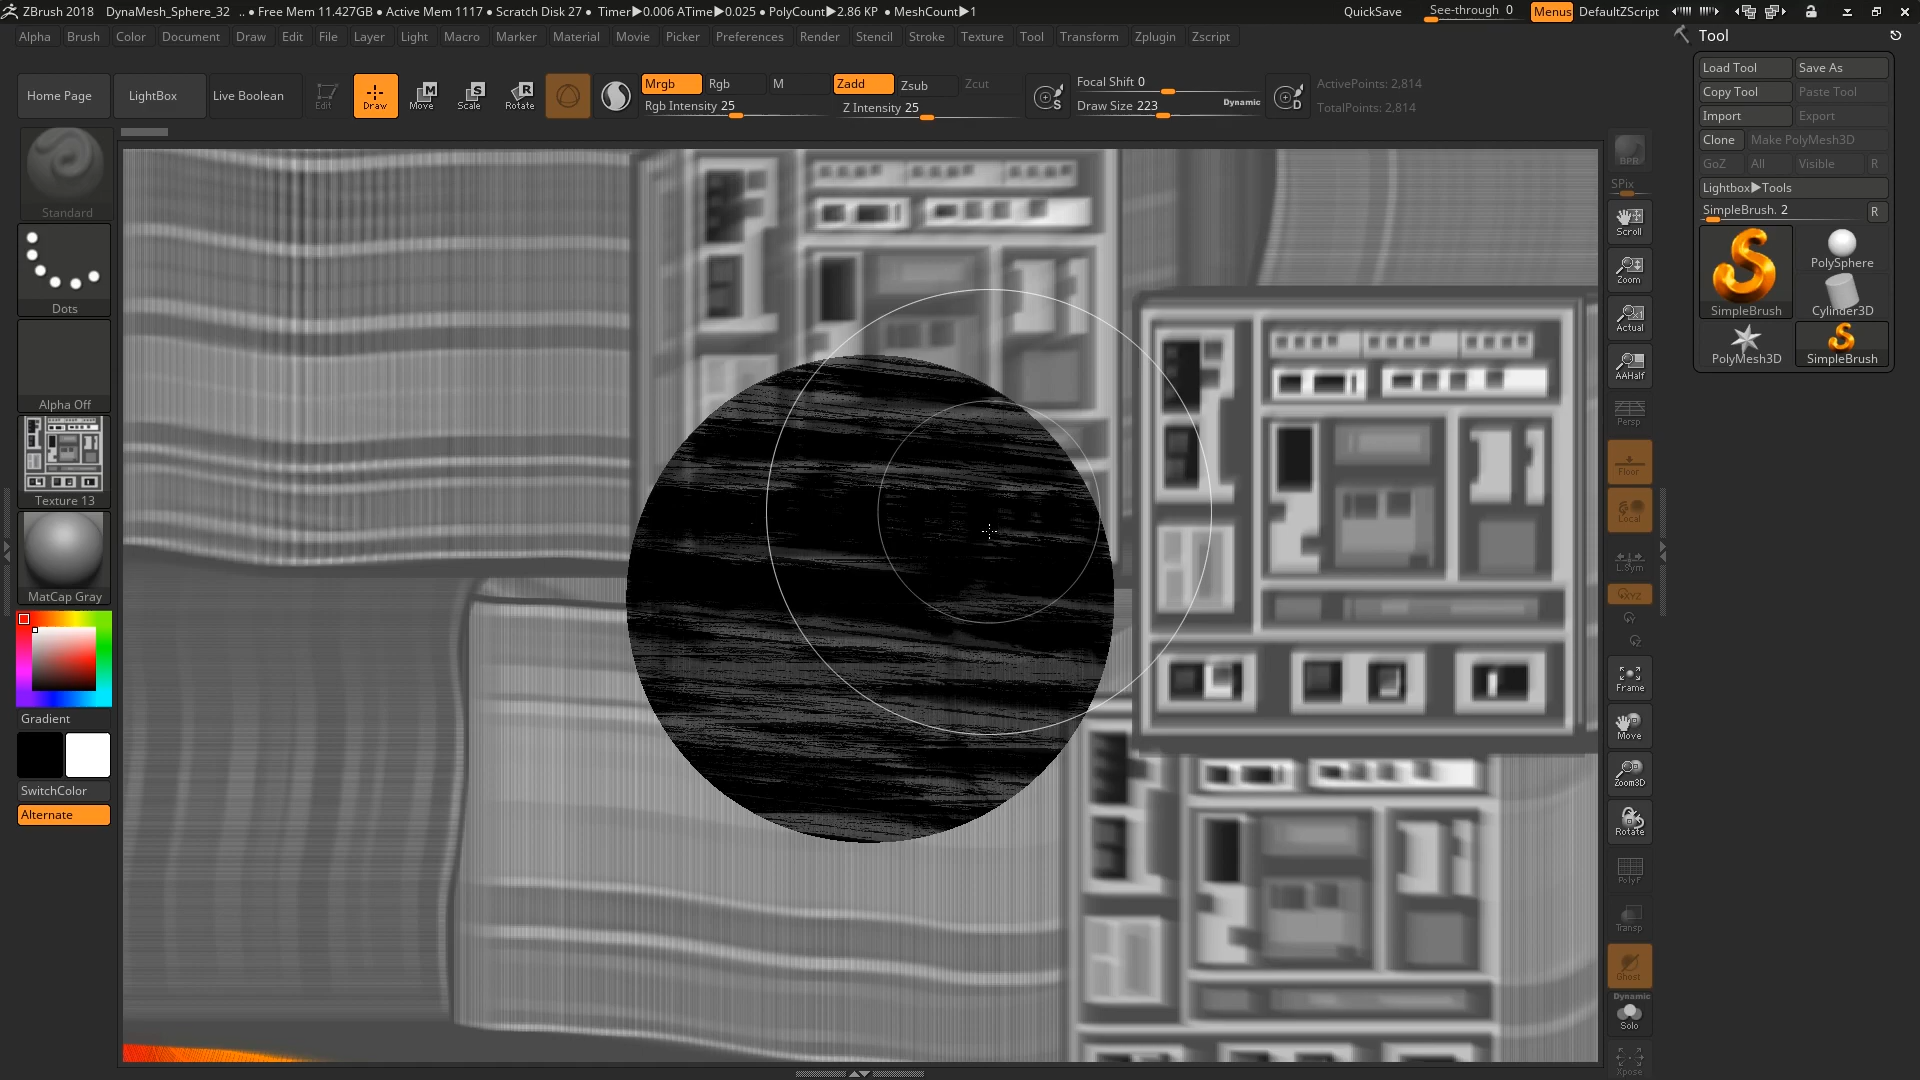 ZBrush 2018 DynaMesh_Sphere_32 .. • Free Mem 11.427GB • Active Mem 1117 • Scratch Disk 27 • Timer▶0.006 ATime▶0.025 • PolyCount▶2.86 KP • MeshCount▶1 QuickSave See-through 0 Menus DefaultZScript
Alpha Brush Color Document Draw Edit File Layer Light Macro Marker Material Movie Picker Preferences Render Stencil Stroke Texture Tool Transform Zplugin Zscript
Home Page LightBox Live Boolean Edit Draw Move Scale Rotate
Mrgb Rgb M Zadd Zsub Zcut
Rgb Intensity 25 Z Intensity 25
Focal Shift 0
Draw Size 223 Dynamic
ActivePoints: 2,814
TotalPoints: 2,814
Standard
Dots
Alpha Off
Texture 13
MatCap Gray
Gradient
SwitchColor
Alternate
BPR
SPix
Scroll
Zoom
Actual
AAHalf
Persp
Floor
Local
L.Sym
XYZ
Frame
Move
Zoom3D
Rotate
PolyF
Transp
Ghost
Dynamic
Solo
Xpose
Tool
Load Tool Save As
Copy Tool Paste Tool
Import Export
Clone Make PolyMesh3D
GoZ All Visible R
Lightbox▶Tools
SimpleBrush. 2 R
SimpleBrush PolySphere
Cylinder3D
PolyMesh3D SimpleBrush